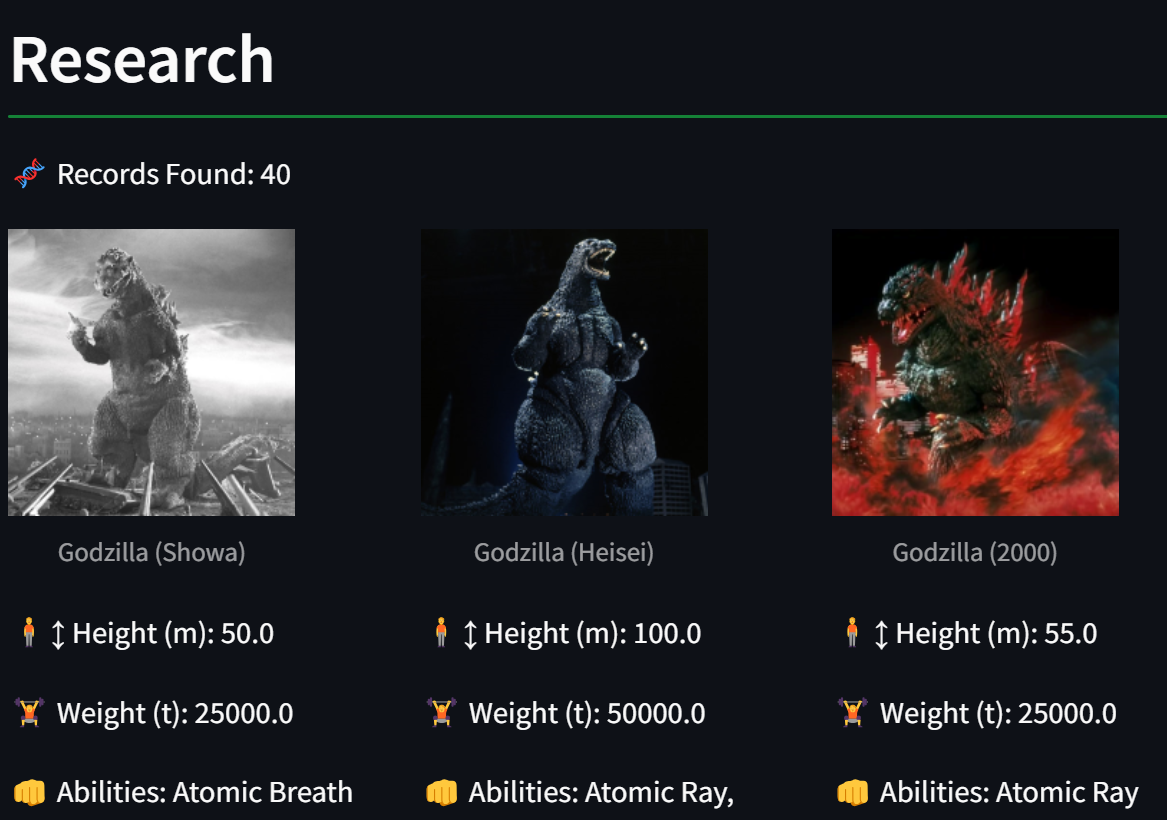 Research
Records Found: 40
Godzilla (Showa)
Godzilla (Heisei)
Godzilla (2000)
Height (m): 50.0
Height (m): 100.0
Height (m): 55.0
Weight (t): 25000.0
Weight (t): 50000.0
Weight (t): 25000.0
Abilities: Atomic Breath
Abilities: Atomic Ray,
Abilities: Atomic Ray